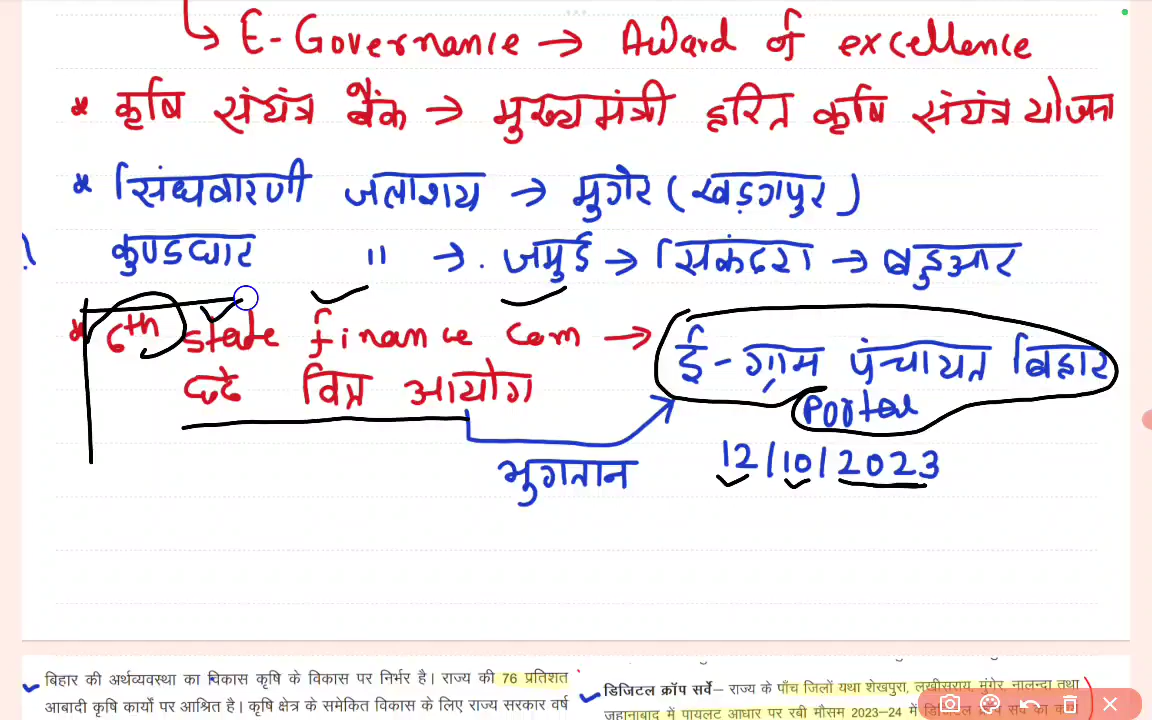 ↳ E-Governance → Award of excellence
* कृषि संयंत्र बैंक → मुख्यमंत्री हरित कृषि संयंत्र योजना
* सिंधवारणी जलाशय → मुगेर (खड़गपुर)
कुण्डघार " → . जमुई → सिकंदरा → बहुआर
* 6th state finance com → ई-ग्राम पंचायत बिहार
छठे वित्त आयोग Portal
भुगतान 12/10/2023
बिहार की अर्थव्यवस्था का विकास कृषि के विकास पर निर्भर है। राज्य की 76 प्रतिशत
आबादी कृषि कार्यों पर आश्रित है। कृषि क्षेत्र के समेकित विकास के लिए राज्य सरकार वर्ष
डिजिटल क्रॉप सर्वे– राज्य के पाँच जिलों यथा शेखपुरा, लखीसराय, मुंगेर, नालन्दा तथा
जहानाबाद में पायलट आधार पर रबी मौसम 2023-24 में